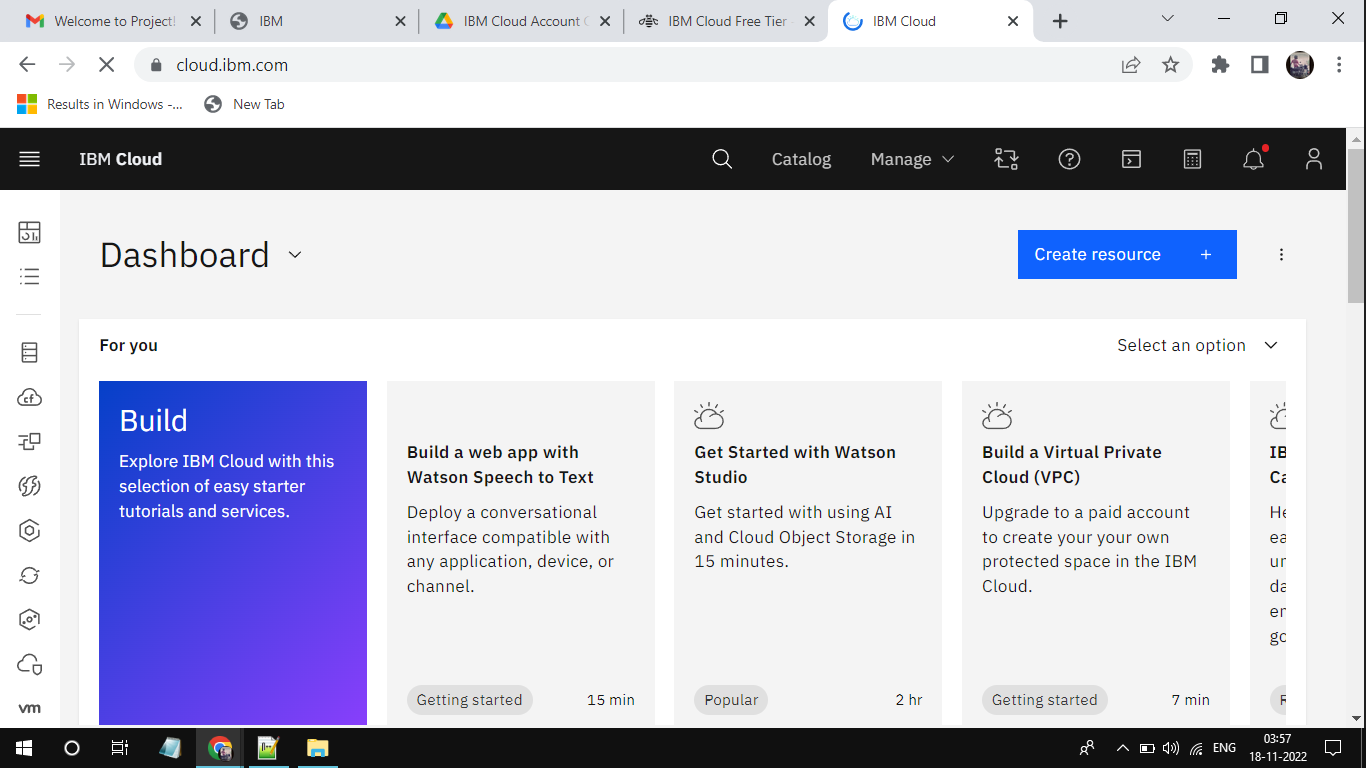 Welcome to Project!
IBM
IBM Cloud Account C
IBM Cloud Free Tier
IBM Cloud
cloud.ibm.com
Results in Windows -...
New Tab
IBM Cloud
Catalog
Manage
Dashboard
Create resource +
For you
Select an option
Build
Explore IBM Cloud with this
selection of easy starter
tutorials and services.
Build a web app with
Watson Speech to Text
Deploy a conversational
interface compatible with
any application, device, or
channel.
Getting started
15 min
Get Started with Watson
Studio
Get started with using AI
and Cloud Object Storage in
15 minutes.
Popular
2 hr
Build a Virtual Private
Cloud (VPC)
Upgrade to a paid account
to create your your own
protected space in the IBM
Cloud.
Getting started
7 min
IB
Ca
He
ea
un
da
en
go
R
cf
vm
ENG
03:57
18-11-2022